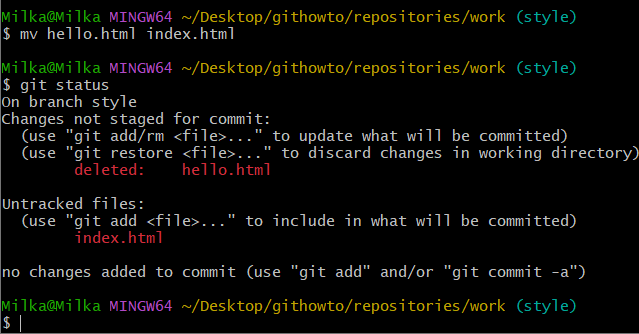 Milka@Milka MINGW64 ~/Desktop/githowto/repositories/work (style)
$ mv hello.html index.html
Milka@Milka MINGW64 ~/Desktop/githowto/repositories/work (style)
$ git status
On branch style
Changes not staged for commit:
  (use "git add/rm <file>..." to update what will be committed)
  (use "git restore <file>..." to discard changes in working directory)
        deleted:    hello.html
Untracked files:
  (use "git add <file>..." to include in what will be committed)
        index.html
no changes added to commit (use "git add" and/or "git commit -a")
Milka@Milka MINGW64 ~/Desktop/githowto/repositories/work (style)
$